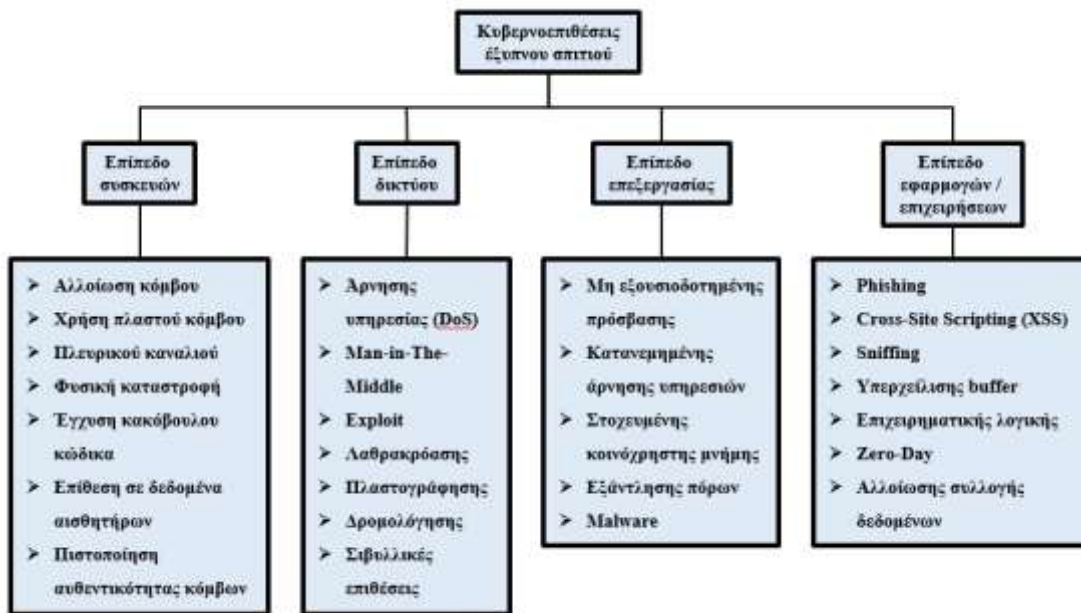 Κυβερνοεπιθέσεις
έξυπνου σπιτιού
Επίπεδο
συσκευών
Επίπεδο
δικτύου
Επίπεδο
επεξεργασίας
Επίπεδο
εφαρμογών /
επιχειρήσεων
Αλλοίωση κόμβου
Χρήση πλαστού κόμβου
Πλευρικού καναλιού
Φυσική καταστροφή
Έγχυση κακόβουλου
κώδικα
Επίθεση σε δεδομένα
αισθητήρων
Πιστοποίηση
αυθεντικότητας κόμβων
Άρνησης
υπηρεσίας (DoS)
Man-in-The-
Middle
Exploit
Λαθρακρόασης
Πλαστογράφησης
Δρομολόγησης
Σιβυλλικές
επιθέσεις
Μη εξουσιοδοτημένης
πρόσβασης
Κατανεμημένης
άρνησης υπηρεσιών
Στοχευμένης
κοινόχρηστης μνήμης
Εξάντλησης πόρων
Malware
Phishing
Cross-Site Scripting (XSS)
Sniffing
Υπερχείλισης buffer
Επιχειρηματικής λογικής
Zero-Day
Αλλοίωσης συλλογής
δεδομένων